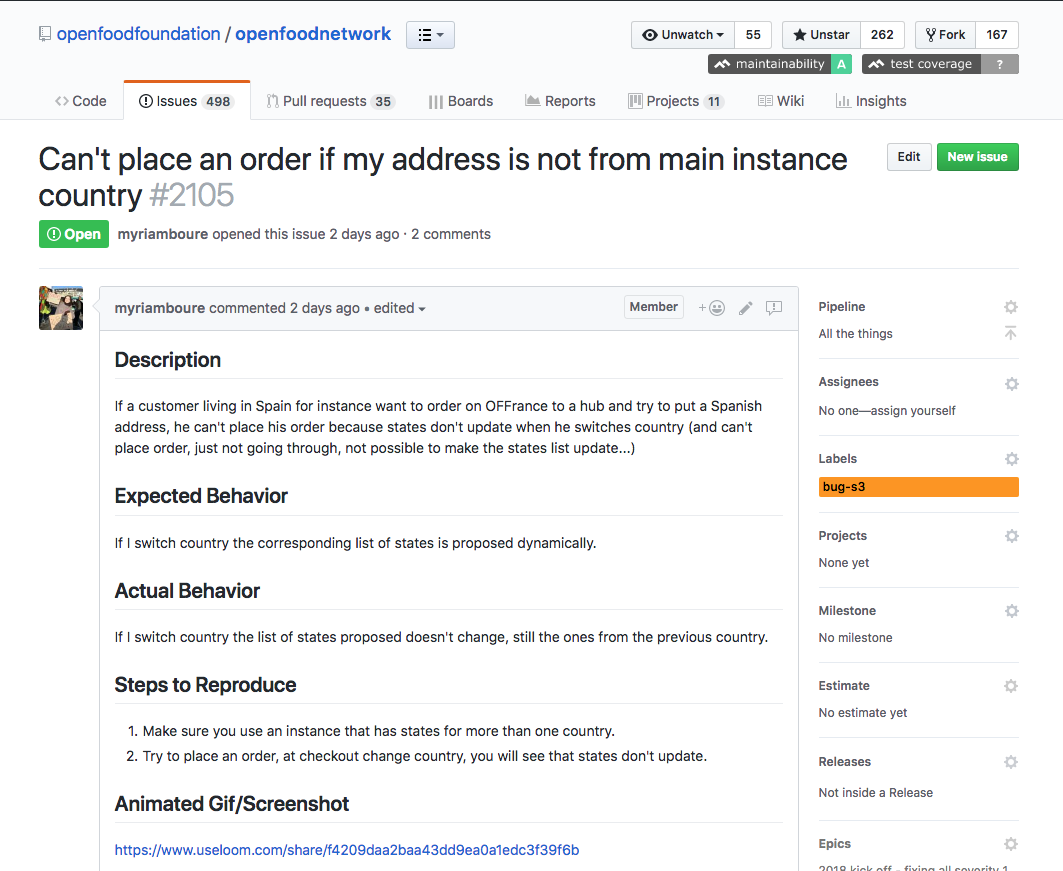 openfoodfoundation / openfoodnetwork
Unwatch 55
Unstar 262
Fork 167
maintainability A
test coverage ?
Code
Issues 498
Pull requests 35
Boards
Reports
Projects 11
Wiki
Insights
Can't place an order if my address is not from main instance
country #2105
Edit
New issue
Open
myriamboure opened this issue 2 days ago · 2 comments
myriamboure commented 2 days ago • edited
Member
Description
If a customer living in Spain for instance want to order on OFFrance to a hub and try to put a Spanish
address, he can't place his order because states don't update when he switches country (and can't
place order, just not going through, not possible to make the states list update...)
Expected Behavior
If I switch country the corresponding list of states is proposed dynamically.
Actual Behavior
If I switch country the list of states proposed doesn't change, still the ones from the previous country.
Steps to Reproduce
1. Make sure you use an instance that has states for more than one country.
2. Try to place an order, at checkout change country, you will see that states don't update.
Animated Gif/Screenshot
https://www.useloom.com/share/f4209daa2baa43dd9ea0a1edc3f39f6b
Pipeline
All the things
Assignees
No one—assign yourself
Labels
bug-s3
Projects
None yet
Milestone
No milestone
Estimate
No estimate yet
Releases
Not inside a Release
Epics
2018 kick off - fixing all severity 1